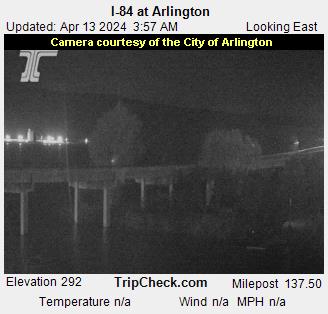 I-84 at Arlington
Updated: Apr 13 2024 3:57 AM Looking East
Camera courtesy of the City of Arlington
Elevation 292 TripCheck.com Milepost 137.50
Temperature n/a Wind n/a MPH n/a